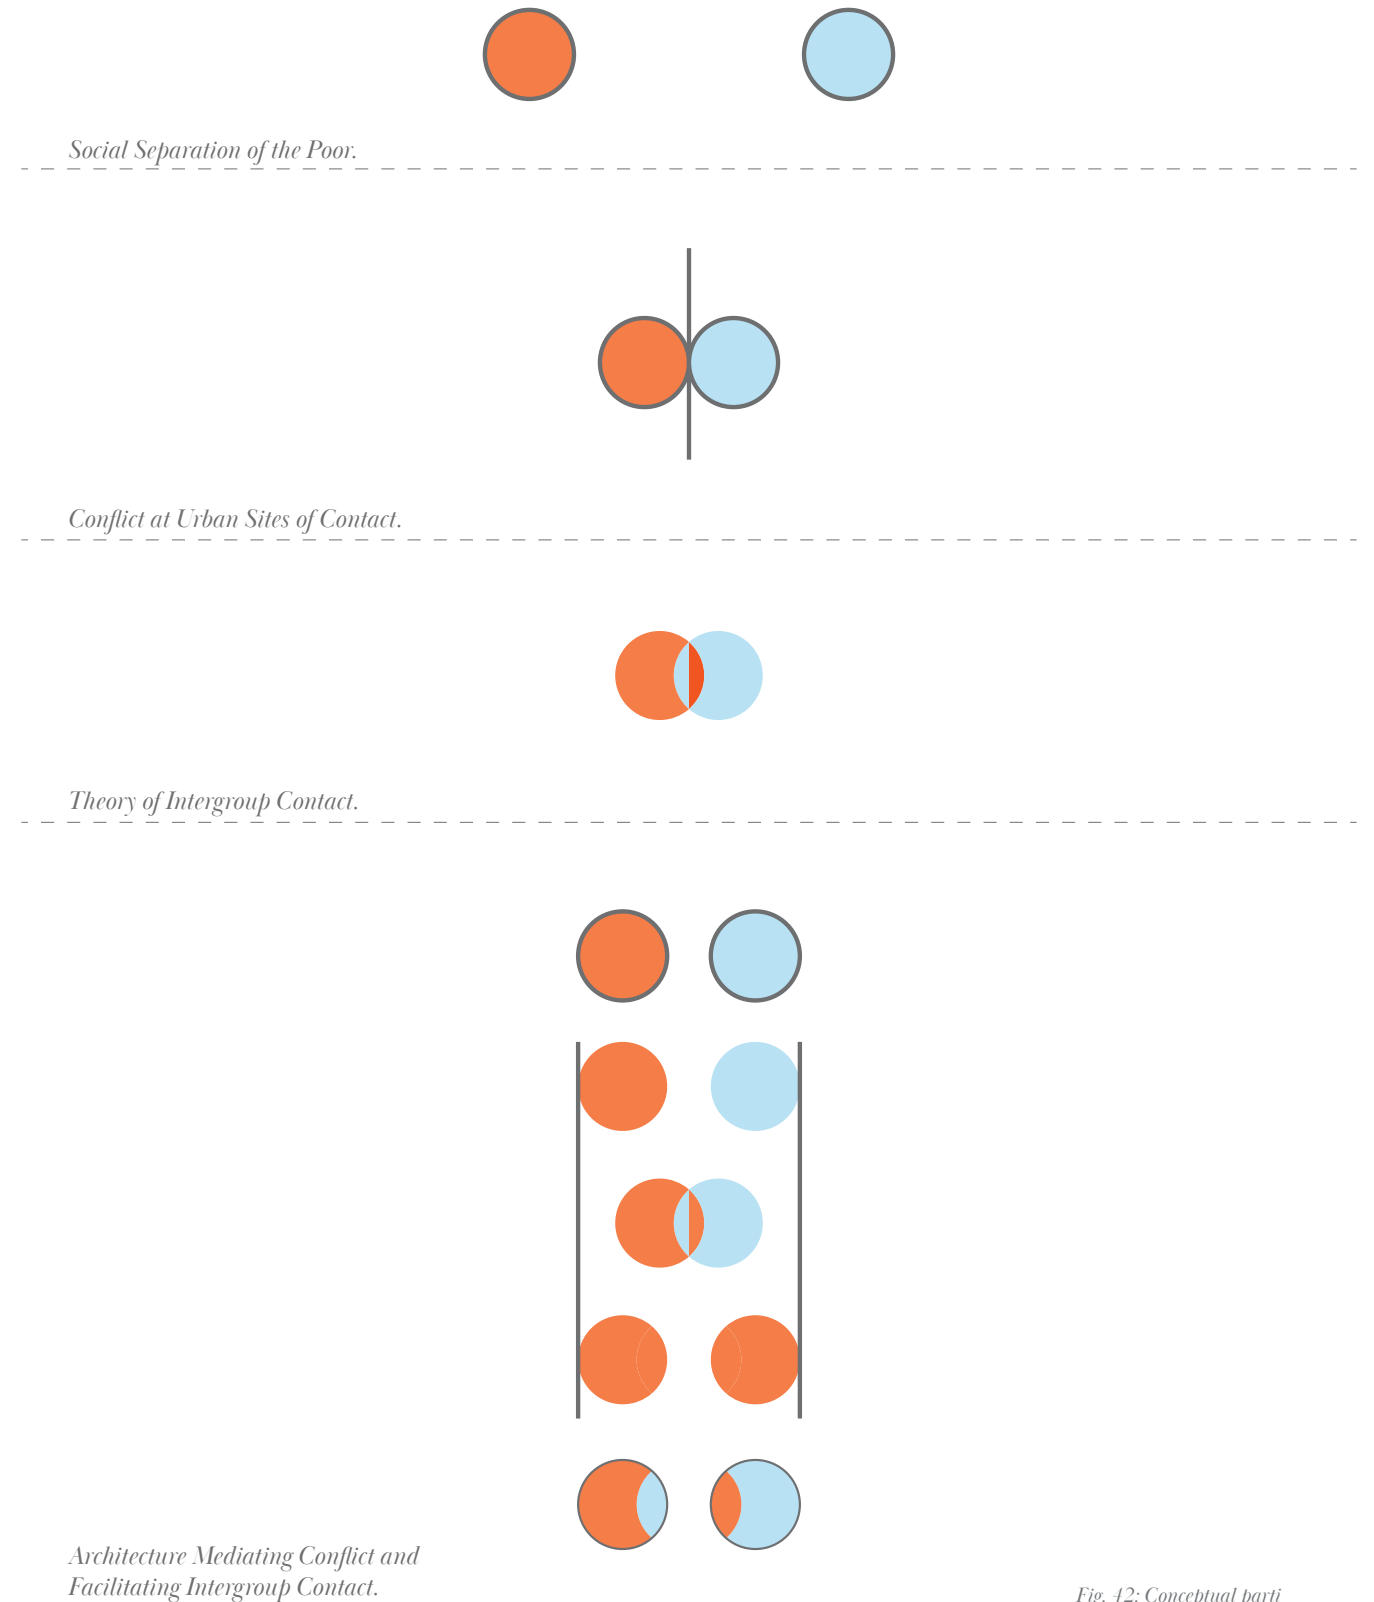 Social Separation of the Poor.
Conflict at Urban Sites of Contact.
Theory of Intergroup Contact.
Architecture Mediating Conflict and
Facilitating Intergroup Contact.
Fig. 42: Conceptual parti